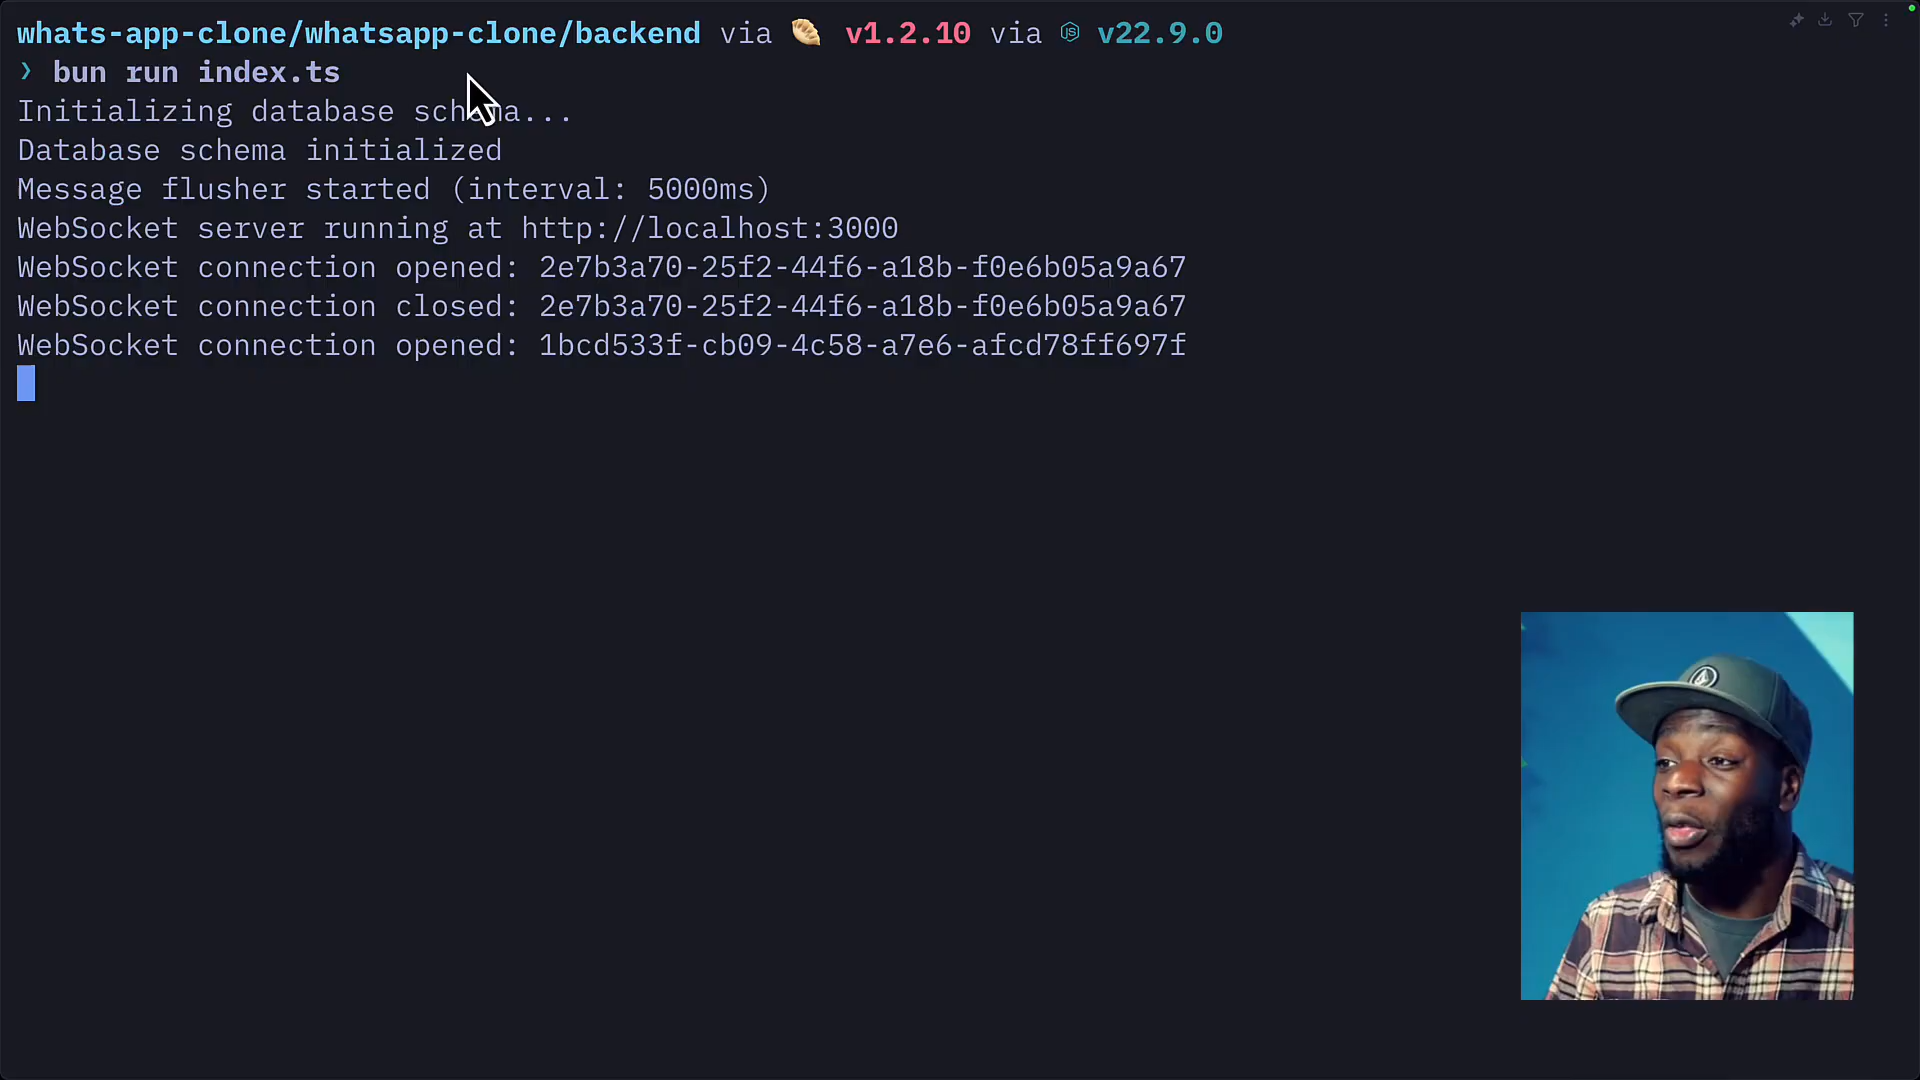 whats-app-clone/whatsapp-clone/backend via v1.2.10 via v22.9.0
❯ bun run index.ts
Initializing database schema...
Database schema initialized
Message flusher started (interval: 5000ms)
WebSocket server running at http://localhost:3000
WebSocket connection opened: 2e7b3a70-25f2-44f6-a18b-f0e6b05a9a67
WebSocket connection closed: 2e7b3a70-25f2-44f6-a18b-f0e6b05a9a67
WebSocket connection opened: 1bcd533f-cb09-4c58-a7e6-afcd78ff697f